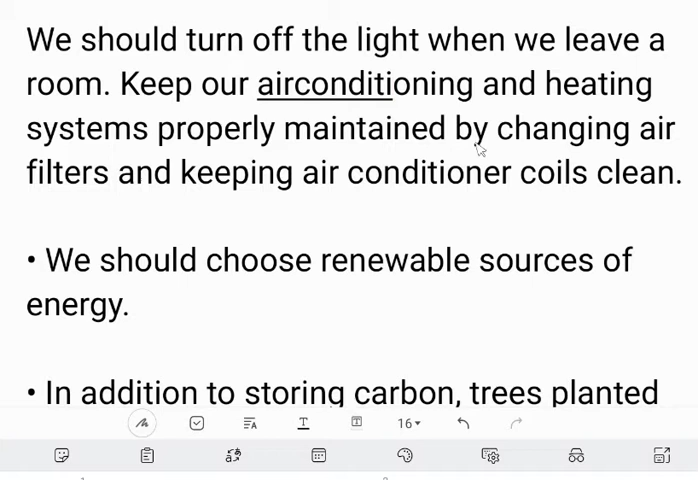 We should turn off the light when we leave a
room. Keep our airconditioning and heating
systems properly maintained by changing air
filters and keeping air conditioner coils clean.
• We should choose renewable sources of
energy.
• In addition to storing carbon, trees planted
16